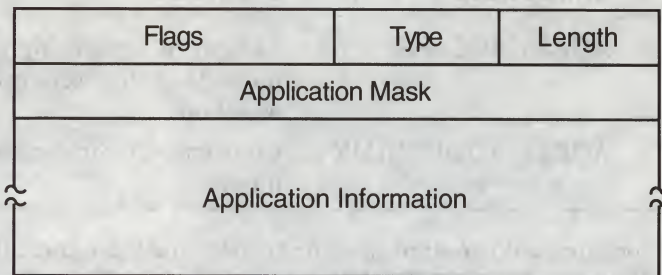 Flags Type Length
Application Mask
Application Information